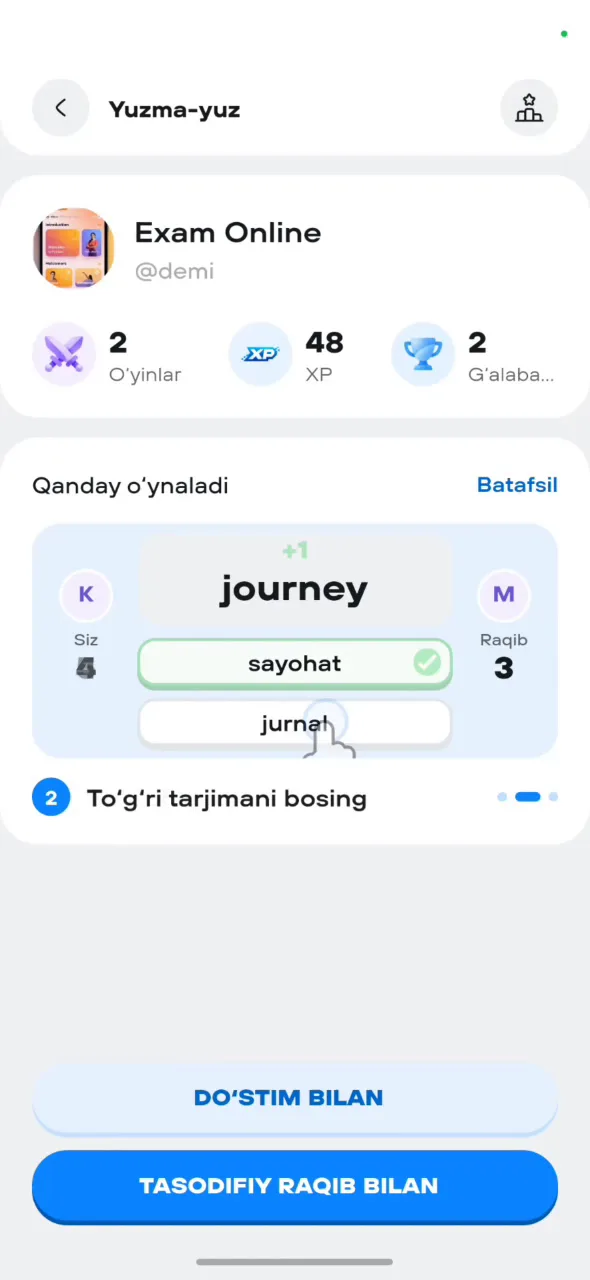 Yuzma-yuz
Exam Online
@demi
2
O‘yinlar
XP
48
XP
2
G‘alaba...
Qanday o‘ynaladi
Batafsil
+1
journey
K
Siz
4
M
Raqib
3
sayohat
jurnal
2
To‘g‘ri tarjimani bosing
DO‘STIM BILAN
TASODIFIY RAQIB BILAN